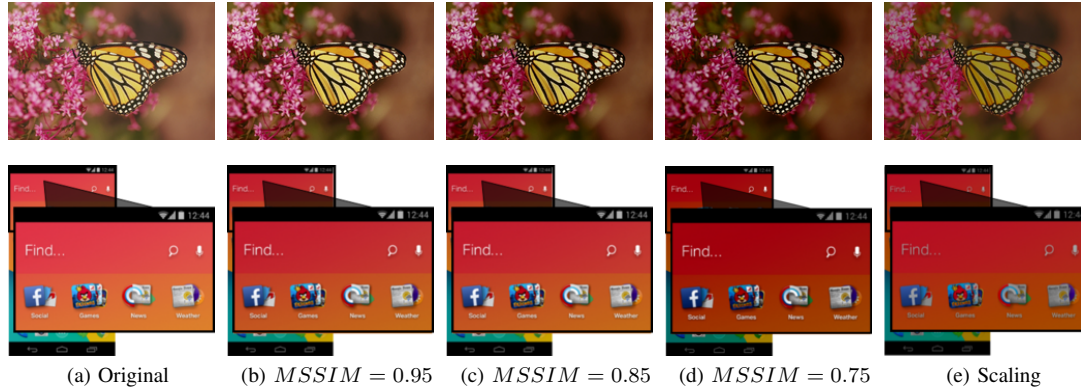 12:44
Find...
12:44
Find...
Social Games News Weather
12:44
Find...
12:44
Find...
Social Games News Weather
12:44
Find...
12:44
Find...
Social Games News Weather
12:44
Find...
12:44
Find...
Social Games News Weather
12:44
Find...
12:44
Find...
Social Games News Weather
(a) Original
(b) MSSIM = 0.95
(c) MSSIM = 0.85
(d) MSSIM = 0.75
(e) Scaling